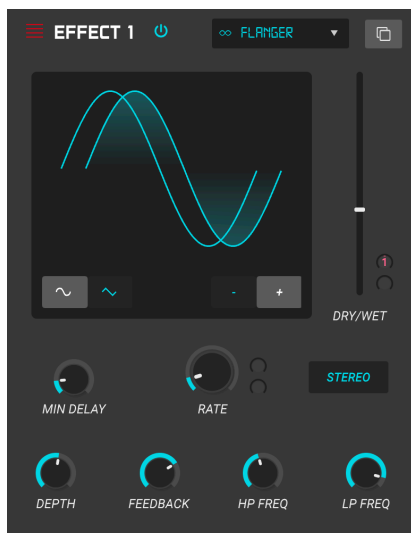 EFFECT 1
∞ FLANGER
- +
1
DRY/WET
MIN DELAY
RATE
STEREO
DEPTH
FEEDBACK
HP FREQ
LP FREQ